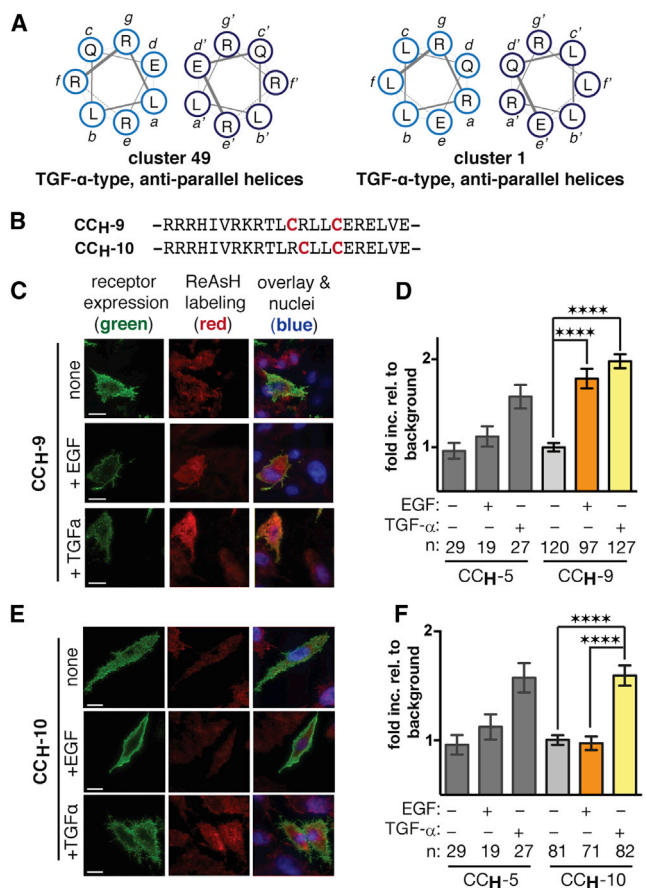 A
c g d Q R E f R L L b R a e
d' g' c' E R Q R f' L L a' R b' e'
cluster 49
TGF-α-type, anti-parallel helices
c g d L R Q f L L R b E a e
d' g' c' Q R L L f' R L a' E b' e'
cluster 1
TGF-α-type, anti-parallel helices
B
CCH-9 –RRRHIVRKRTLCRLLCERELVE–
CCH-10 –RRRHIVRKRTLRCLLCERELVE–
C
receptor expression (green)
ReAsH labeling (red)
overlay & nuclei (blue)
CCH-9
none
+ EGF
+ TGFa
D
fold inc. rel. to background
2
1
****
****
EGF: – + – – + –
TGF-α: – – + – – +
n: 29 19 27 120 97 127
CCH-5 CCH-9
E
CCH-10
none
+EGF
+TGFα
F
fold inc. rel. to background
2
1
****
****
EGF: – + – – + –
TGF-α: – – + – – +
n: 29 19 27 81 71 82
CCH-5 CCH-10